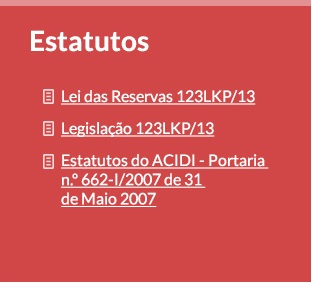 Estatutos
Lei das Reservas 123LKP/13
Legislação 123LKP/13
Estatutos do ACIDI - Portaria
n.º 662-I/2007 de 31
de Maio 2007